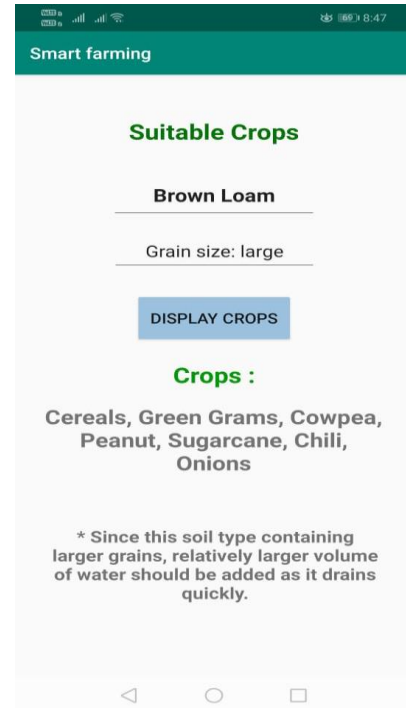 69 8:47
Smart farming
Suitable Crops
Brown Loam
Grain size: large
DISPLAY CROPS
Crops :
Cereals, Green Grams, Cowpea,
Peanut, Sugarcane, Chili,
Onions
* Since this soil type containing
larger grains, relatively larger volume
of water should be added as it drains
quickly.